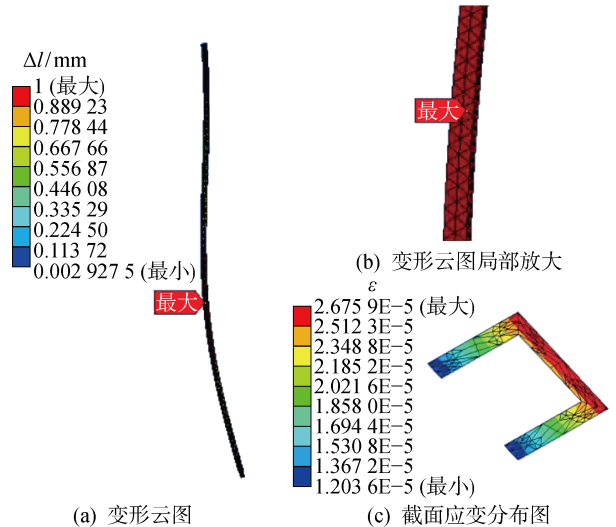 Δl/mm
1 (最大)
0.889 23
0.778 44
0.667 66
0.556 87
0.446 08
0.335 29
0.224 50
0.113 72
0.002 927 5 (最小)
最大
(a) 变形云图
最大
(b) 变形云图局部放大
ε
2.675 9E-5 (最大)
2.512 3E-5
2.348 8E-5
2.185 2E-5
2.021 6E-5
1.858 0E-5
1.694 4E-5
1.530 8E-5
1.367 2E-5
1.203 6E-5 (最小)
(c) 截面应变分布图